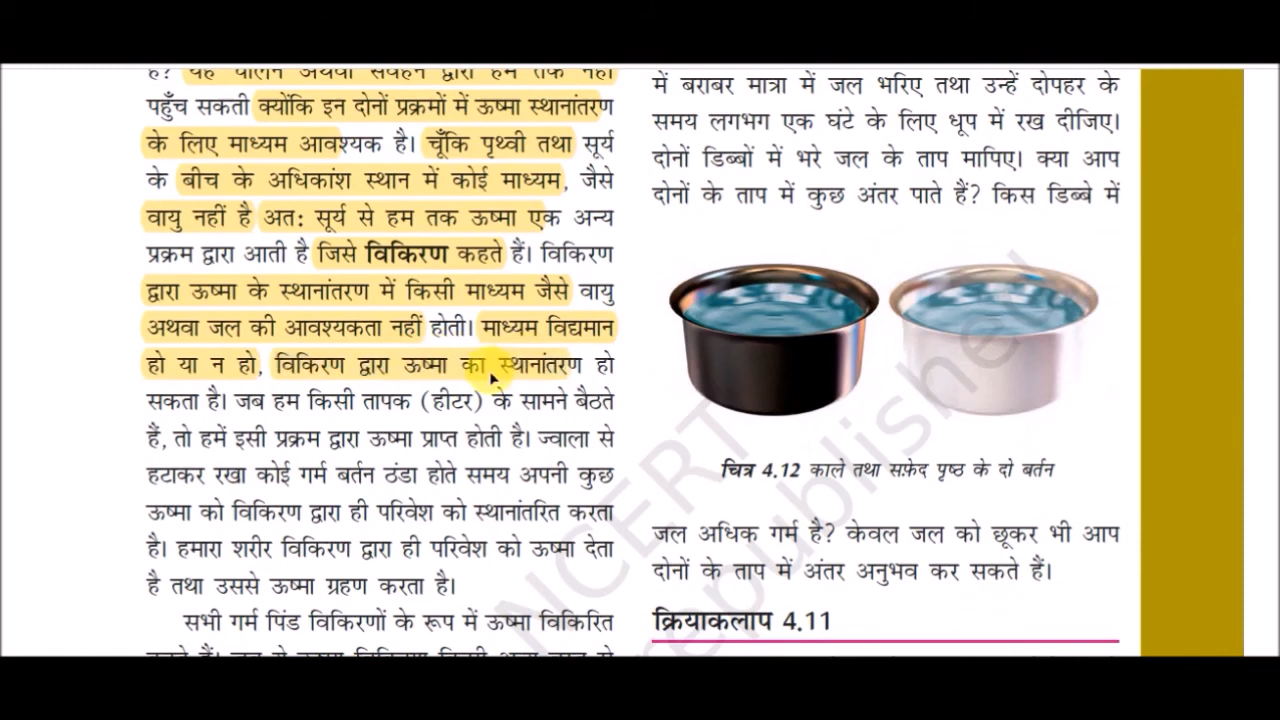 पहुँच सकती क्योंकि इन दोनों प्रक्रमों में ऊष्मा स्थानांतरण
के लिए माध्यम आवश्यक है। चूँकि पृथ्वी तथा सूर्य
के बीच के अधिकांश स्थान में कोई माध्यम, जैसे
वायु नहीं है अतः सूर्य से हम तक ऊष्मा एक अन्य
प्रक्रम द्वारा आती है जिसे विकिरण कहते हैं। विकिरण
द्वारा ऊष्मा के स्थानांतरण में किसी माध्यम जैसे वायु
अथवा जल की आवश्यकता नहीं होती। माध्यम विद्यमान
हो या न हो, विकिरण द्वारा ऊष्मा का स्थानांतरण हो
सकता है। जब हम किसी तापक (हीटर) के सामने बैठते
हैं, तो हमें इसी प्रक्रम द्वारा ऊष्मा प्राप्त होती है। ज्वाला से
हटाकर रखा कोई गर्म बर्तन ठंडा होते समय अपनी कुछ
ऊष्मा को विकिरण द्वारा ही परिवेश को स्थानांतरित करता
है। हमारा शरीर विकिरण द्वारा ही परिवेश को ऊष्मा देता
है तथा उससे ऊष्मा ग्रहण करता है।
सभी गर्म पिंड विकिरणों के रूप में ऊष्मा विकिरित
में बराबर मात्रा में जल भरिए तथा उन्हें दोपहर के
समय लगभग एक घंटे के लिए धूप में रख दीजिए।
दोनों डिब्बों में भरे जल के ताप मापिए। क्या आप
दोनों के ताप में कुछ अंतर पाते हैं? किस डिब्बे में
चित्र 4.12 काले तथा सफ़ेद पृष्ठ के दो बर्तन
जल अधिक गर्म है? केवल जल को छूकर भी आप
दोनों के ताप में अंतर अनुभव कर सकते हैं।
क्रियाकलाप 4.11
NCERT
republished